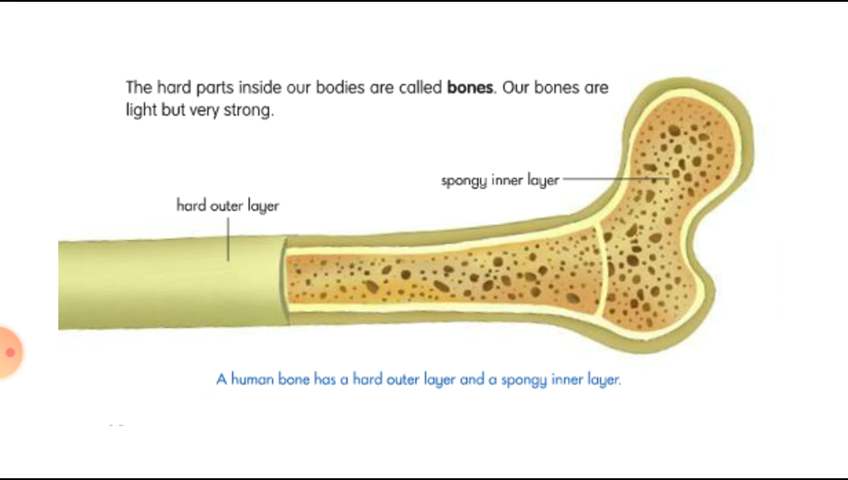 The hard parts inside our bodies are called bones. Our bones are
light but very strong.
spongy inner layer
hard outer layer
A human bone has a hard outer layer and a spongy inner layer.